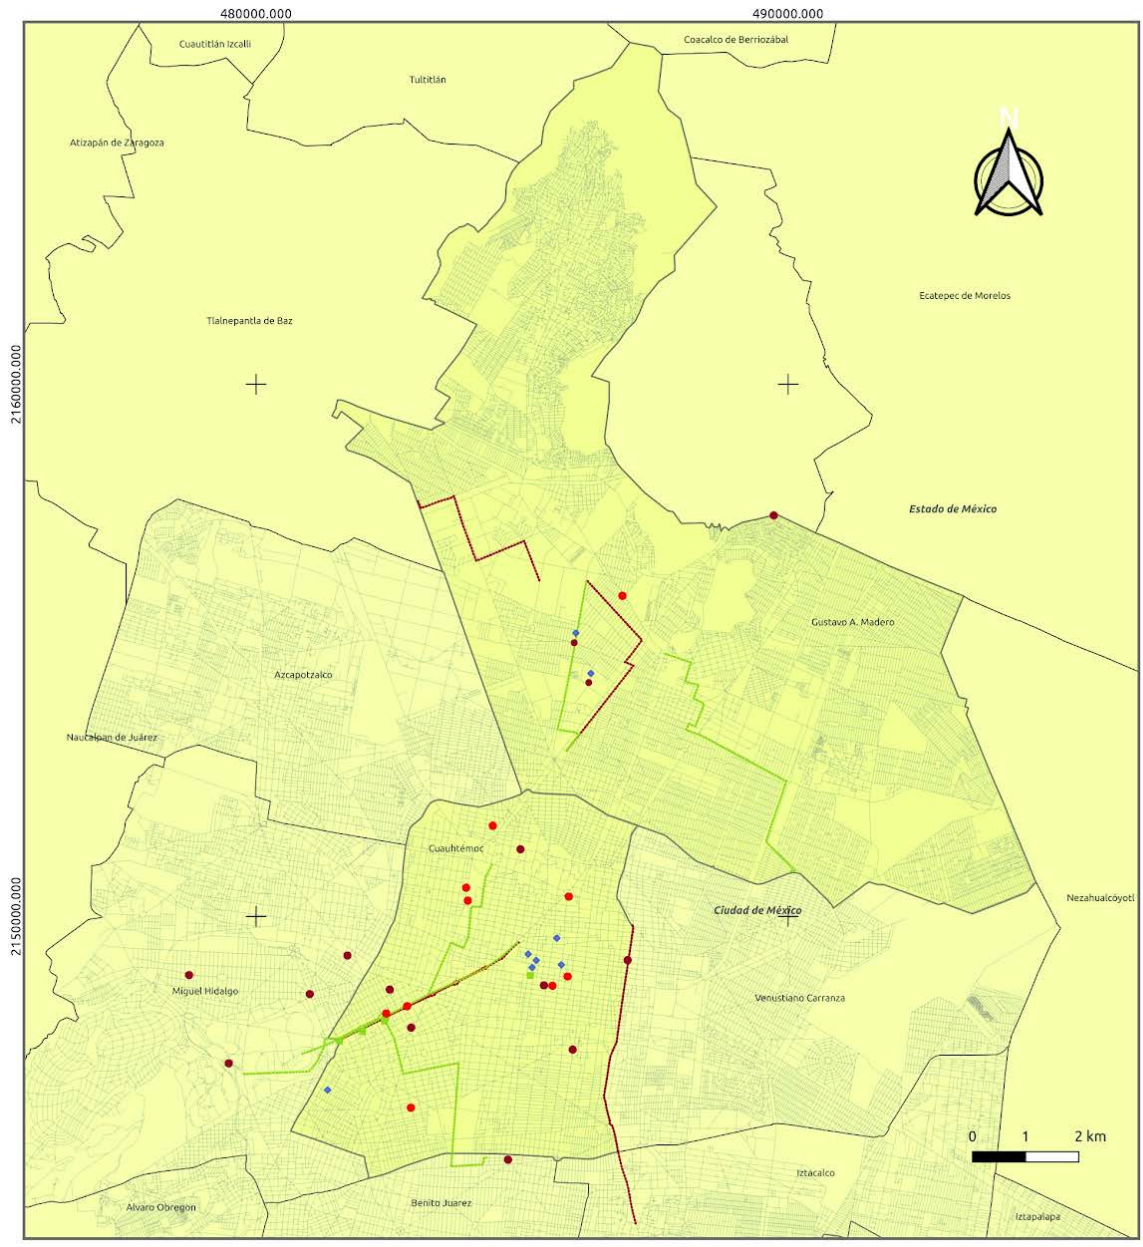 480000.000
490000.000
Cuautitlán Izcalli
Coacalco de Berriozábal
Tultitlán
N
Atizapán de Zaragoza
Ecatepec de Morelos
Tlalnepantla de Baz
2160000.000
Estado de México
Gustavo A. Madero
Azcapotzalco
Naucalpan de Juárez
Cuauhtémoc
Nezahualcóyotl
Ciudad de México
2150000.000
Miguel Hidalgo
Venustiano Carranza
0 1 2 km
Iztacalco
Benito Juarez
Alvaro Obregon
Iztapalapa